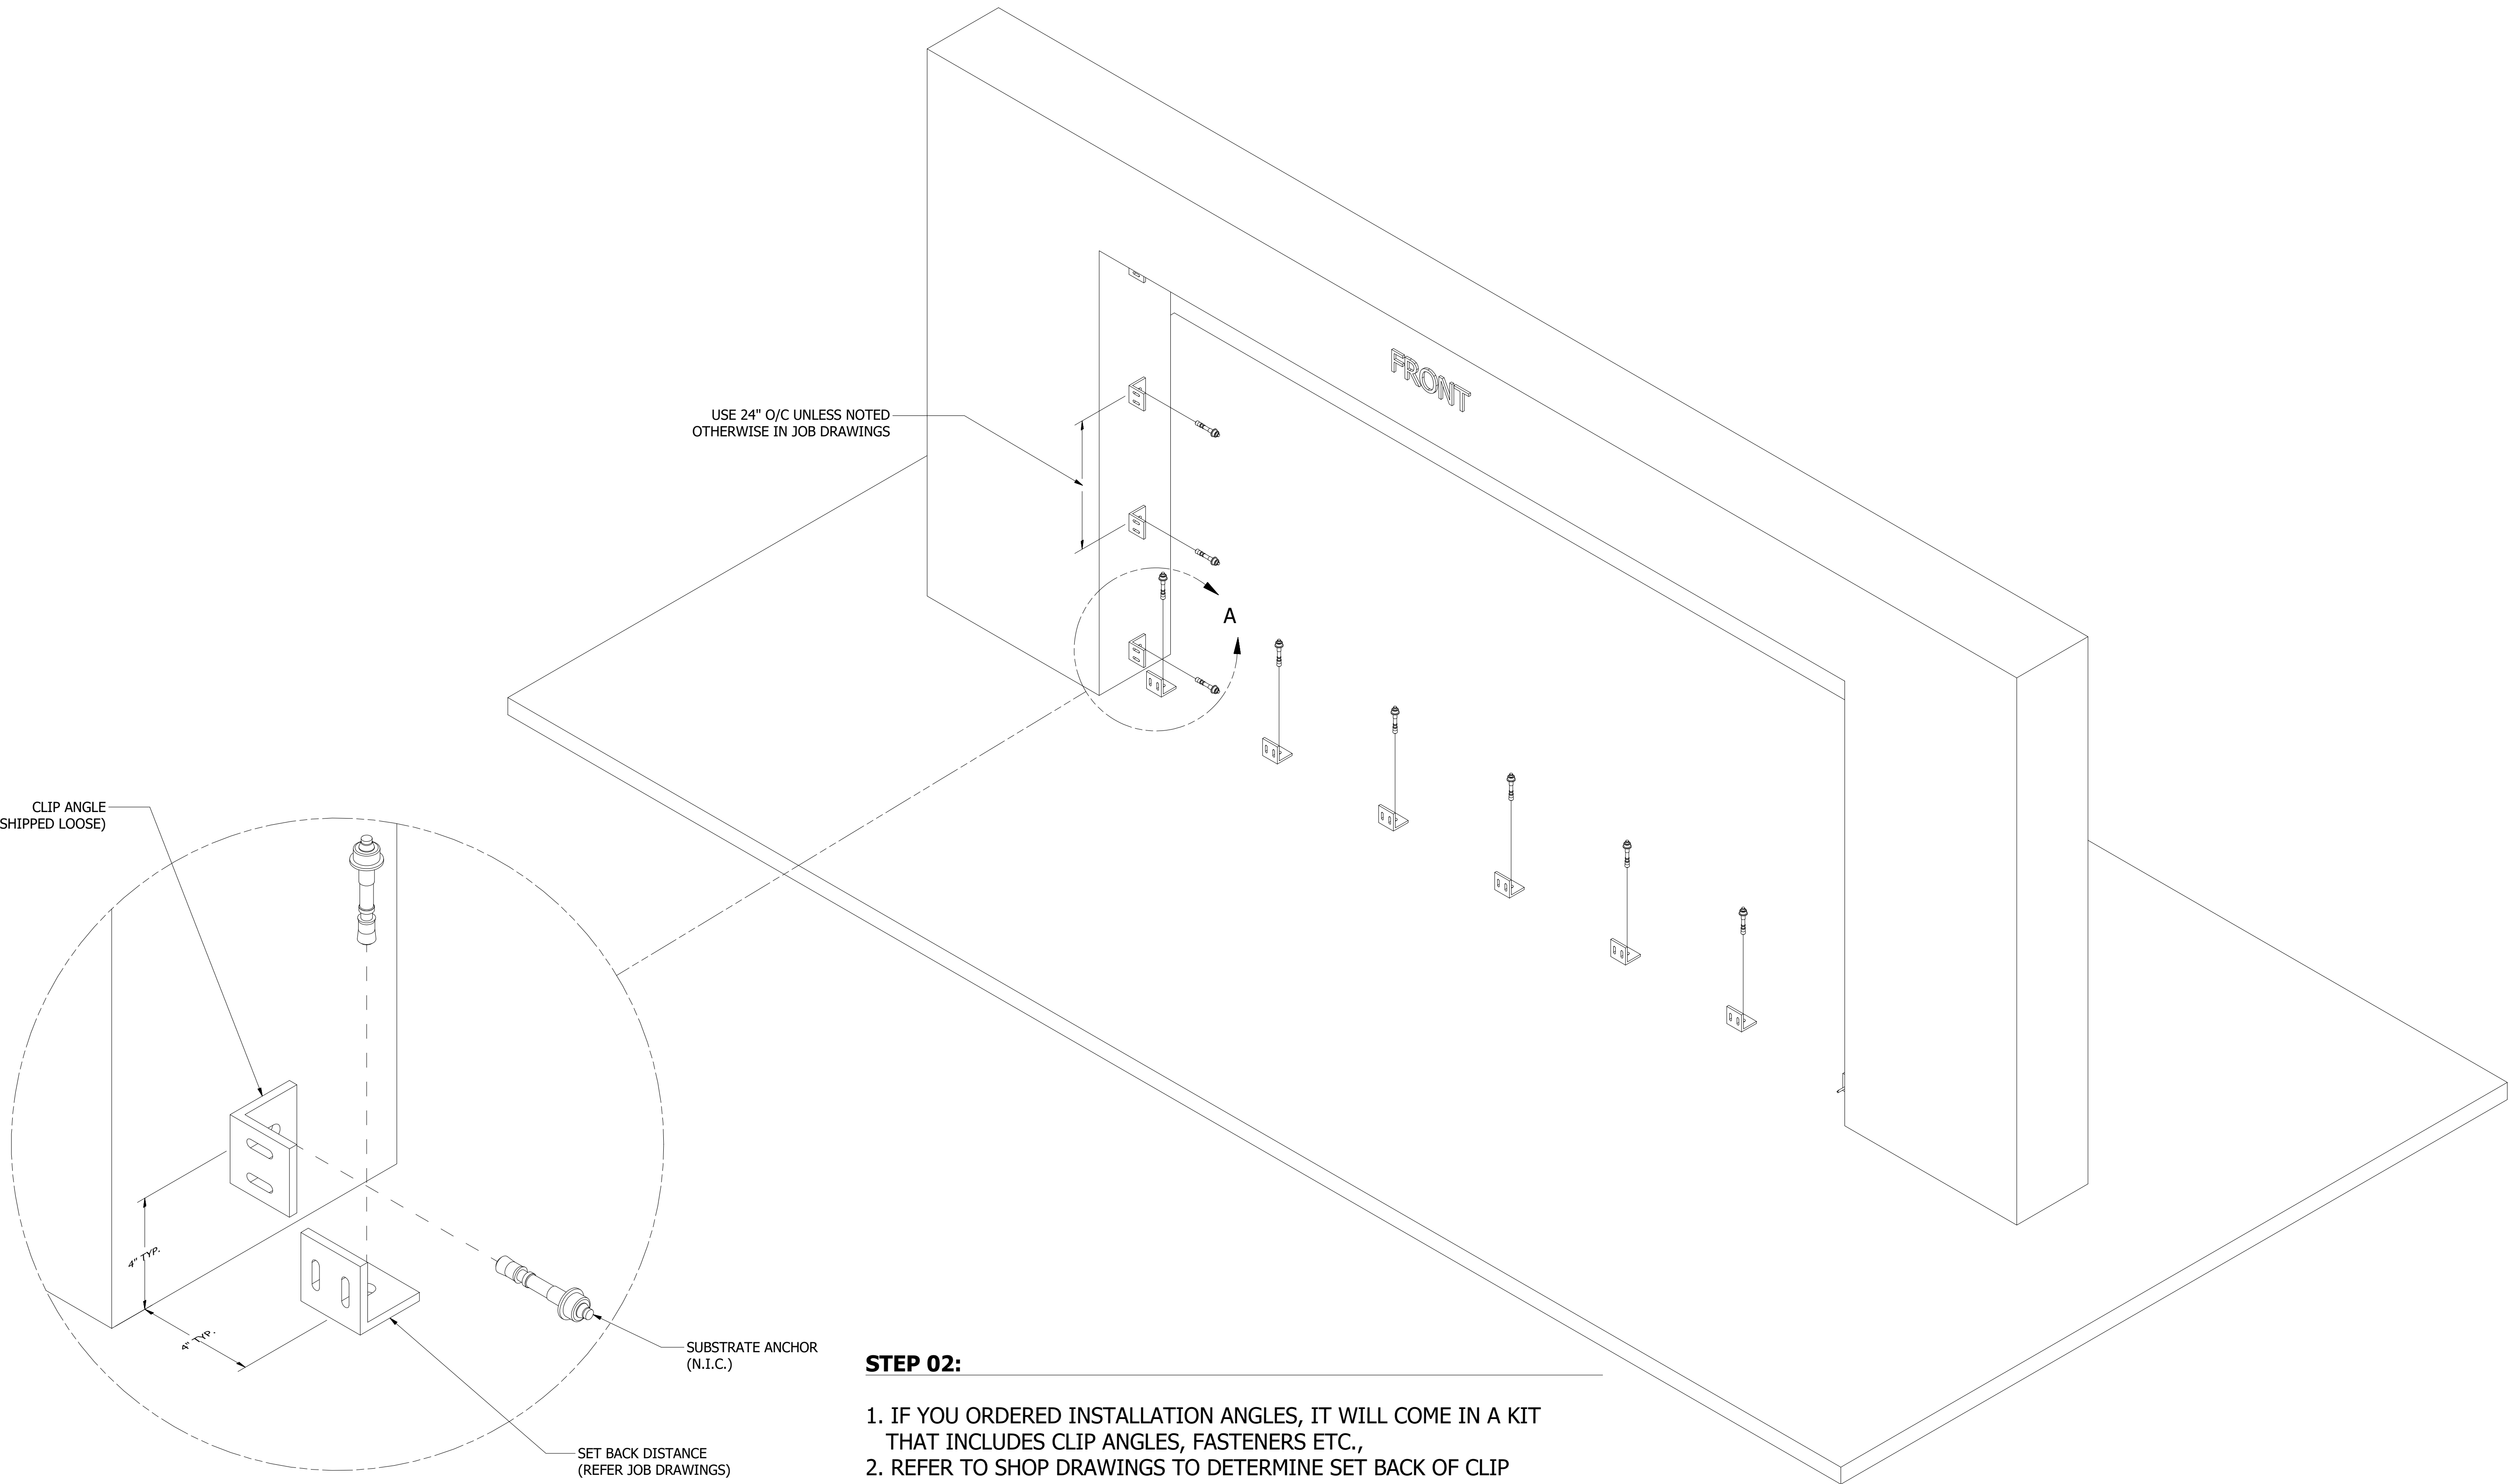 FRONT
USE 24" O/C UNLESS NOTED
OTHERWISE IN JOB DRAWINGS
A
CLIP ANGLE
SHIPPED LOOSE)
4" TYP.
4" TYP.
SUBSTRATE ANCHOR
(N.I.C.)
SET BACK DISTANCE
(REFER JOB DRAWINGS)
STEP 02:
1. IF YOU ORDERED INSTALLATION ANGLES, IT WILL COME IN A KIT
THAT INCLUDES CLIP ANGLES, FASTENERS ETC.,
2. REFER TO SHOP DRAWINGS TO DETERMINE SET BACK OF CLIP